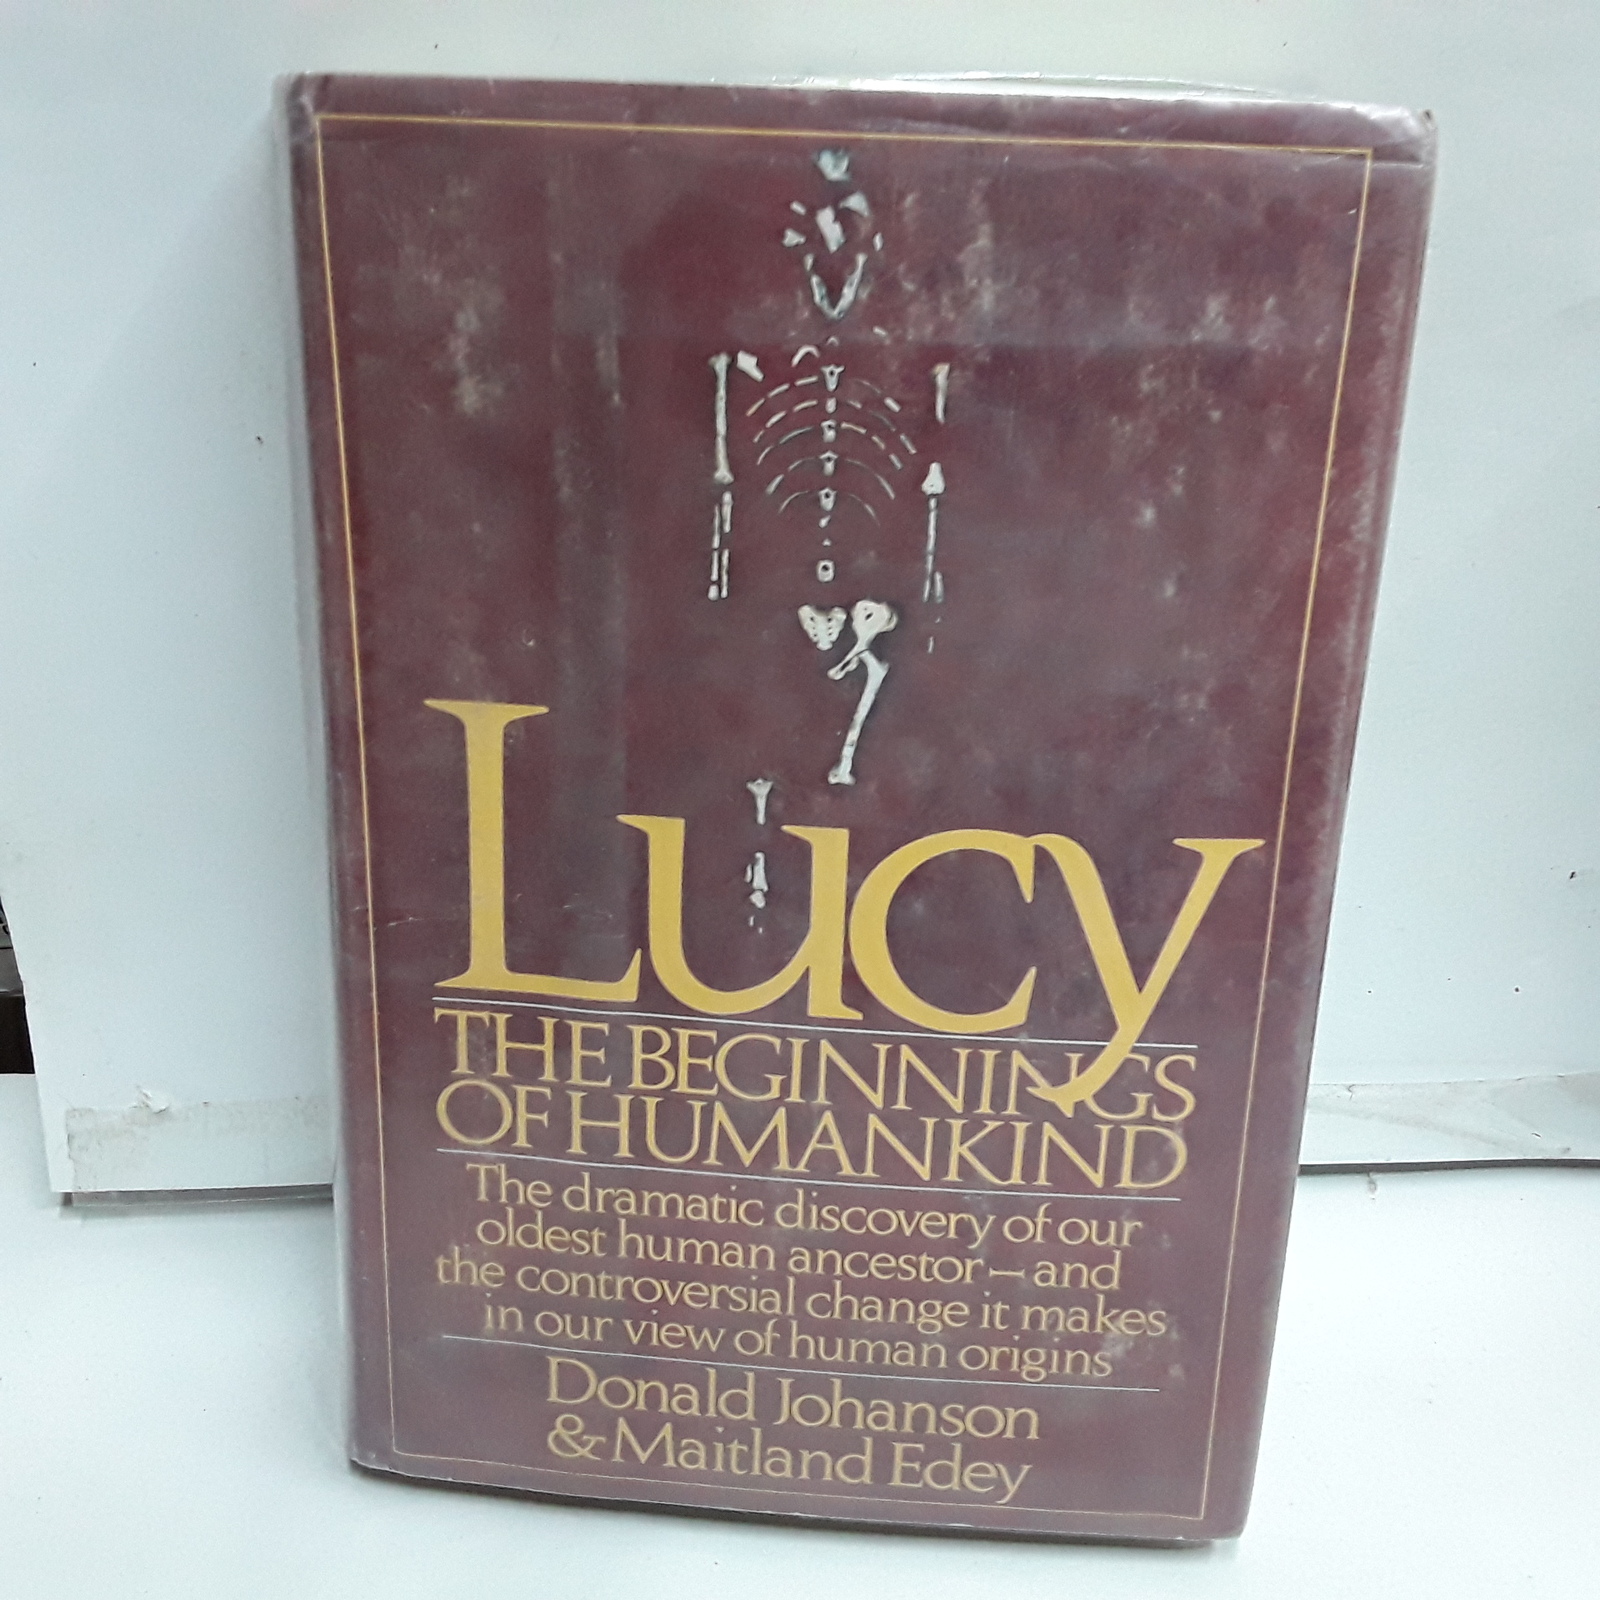 Lucy
THE BEGINNINGS
OF HUMANKIND
The dramatic discovery of our
oldest human ancestor—and
the controversial change it makes
in our view of human origins
Donald Johanson
& Maitland Edey